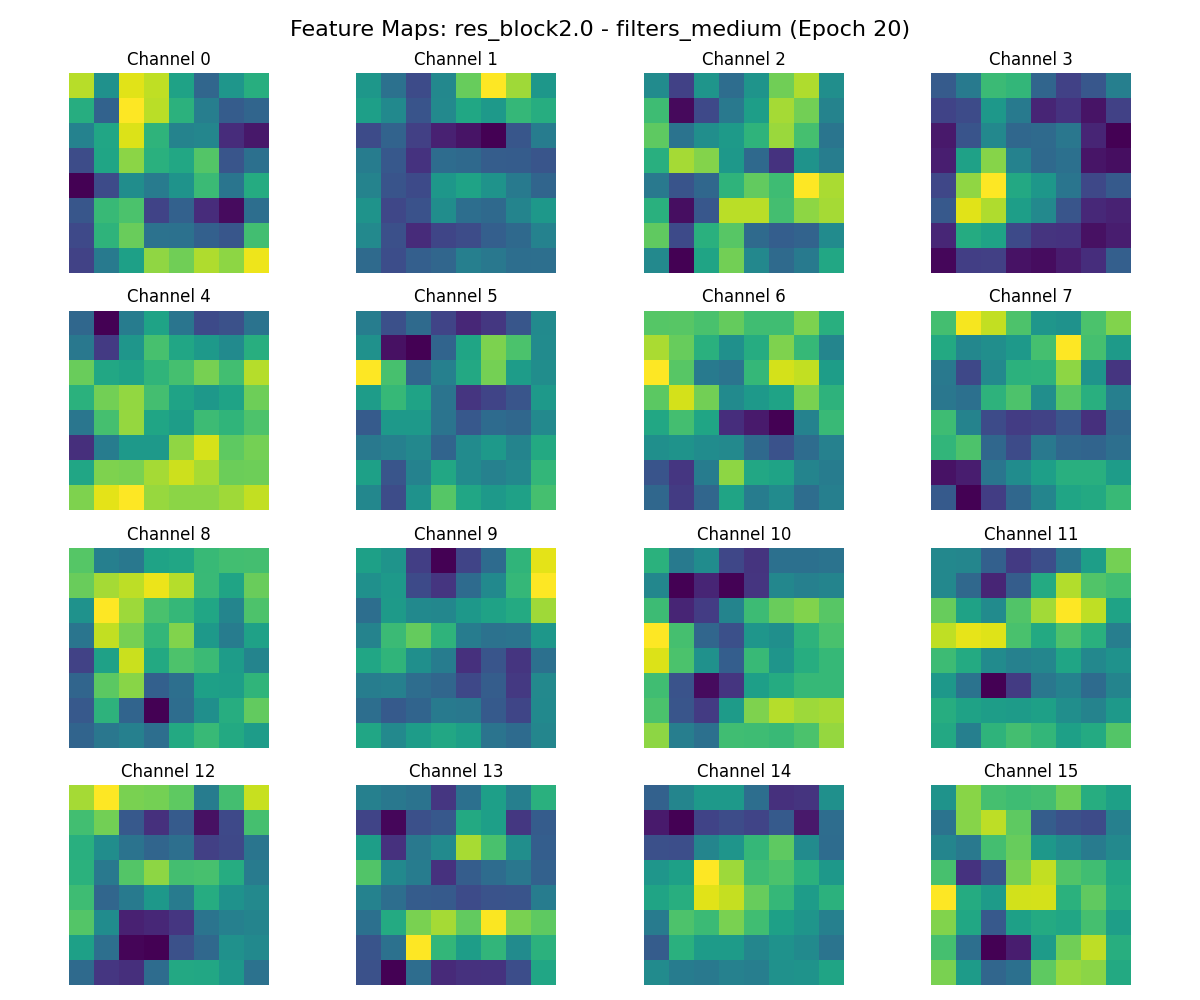 Feature Maps: res_block2.0 - filters_medium (Epoch 20)
Channel 0
Channel 1
Channel 2
Channel 3
Channel 4
Channel 5
Channel 6
Channel 7
Channel 8
Channel 9
Channel 10
Channel 11
Channel 12
Channel 13
Channel 14
Channel 15